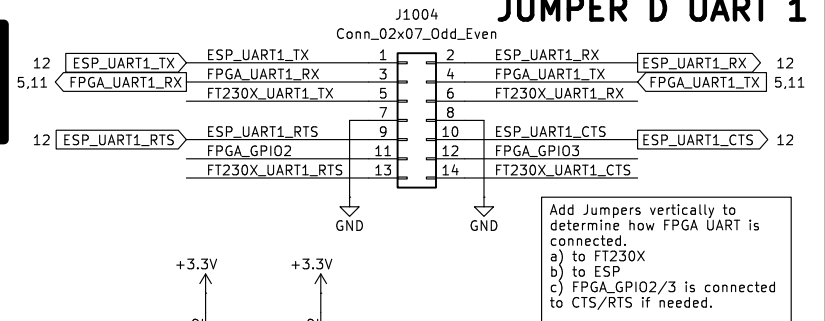 JUMPER D UART 1
J1004
Conn_02x07_Odd_Even
12 ESP_UART1_TX ESP_UART1_TX 1 2 ESP_UART1_RX ESP_UART1_RX 12
5,11 FPGA_UART1_RX FPGA_UART1_RX 3 4 FPGA_UART1_TX FPGA_UART1_TX 5,11
FT230X_UART1_TX 5 6 FT230X_UART1_RX
7 8
12 ESP_UART1_RTS ESP_UART1_RTS 9 10 ESP_UART1_CTS ESP_UART1_CTS 12
FPGA_GPIO2 11 12 FPGA_GPIO3
FT230X_UART1_RTS 13 14 FT230X_UART1_CTS
GND GND
Add Jumpers vertically to
determine how FPGA UART is
connected.
a) to FT230X
b) to ESP
c) FPGA_GPIO2/3 is connected
to CTS/RTS if needed.
+3.3V +3.3V